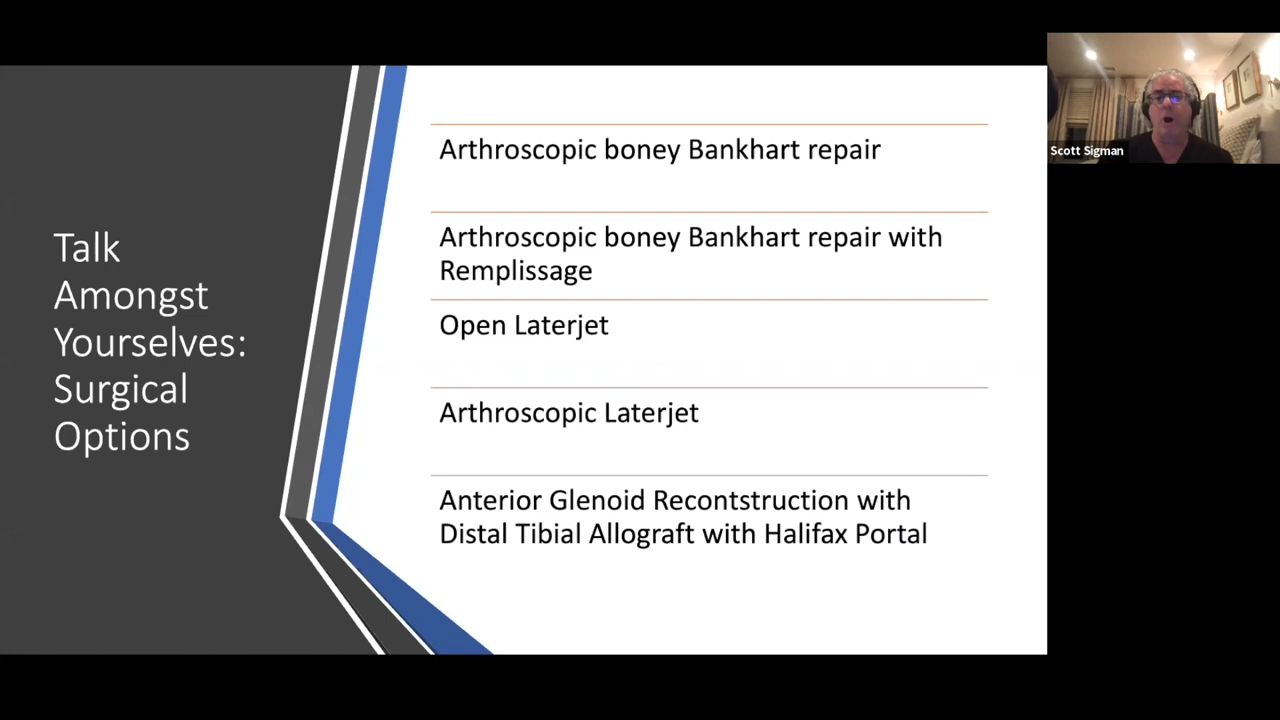 Talk
Amongst
Yourselves:
Surgical
Options
Arthroscopic boney Bankhart repair
Arthroscopic boney Bankhart repair with
Remplissage
Open Laterjet
Arthroscopic Laterjet
Anterior Glenoid Recontstruction with
Distal Tibial Allograft with Halifax Portal
Scott Sigman